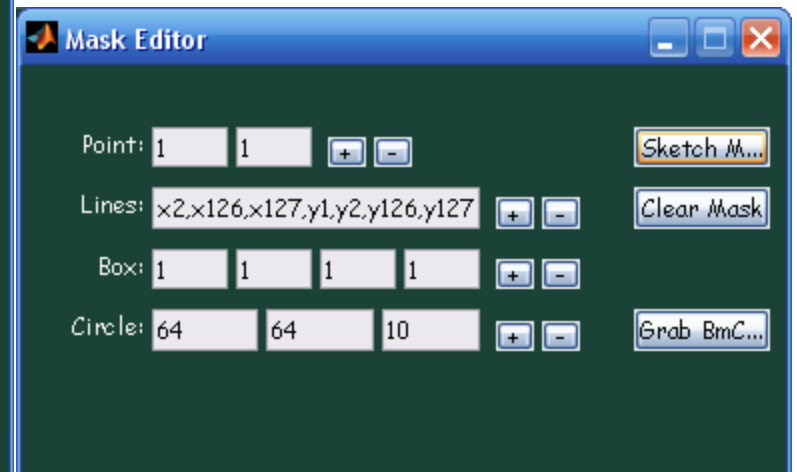 Mask Editor
Point: 1 1 + - Sketch M...
Lines: x2,x126,x127,y1,y2,y126,y127 + - Clear Mask
Box: 1 1 1 1 + -
Circle: 64 64 10 + - Grab BmC...